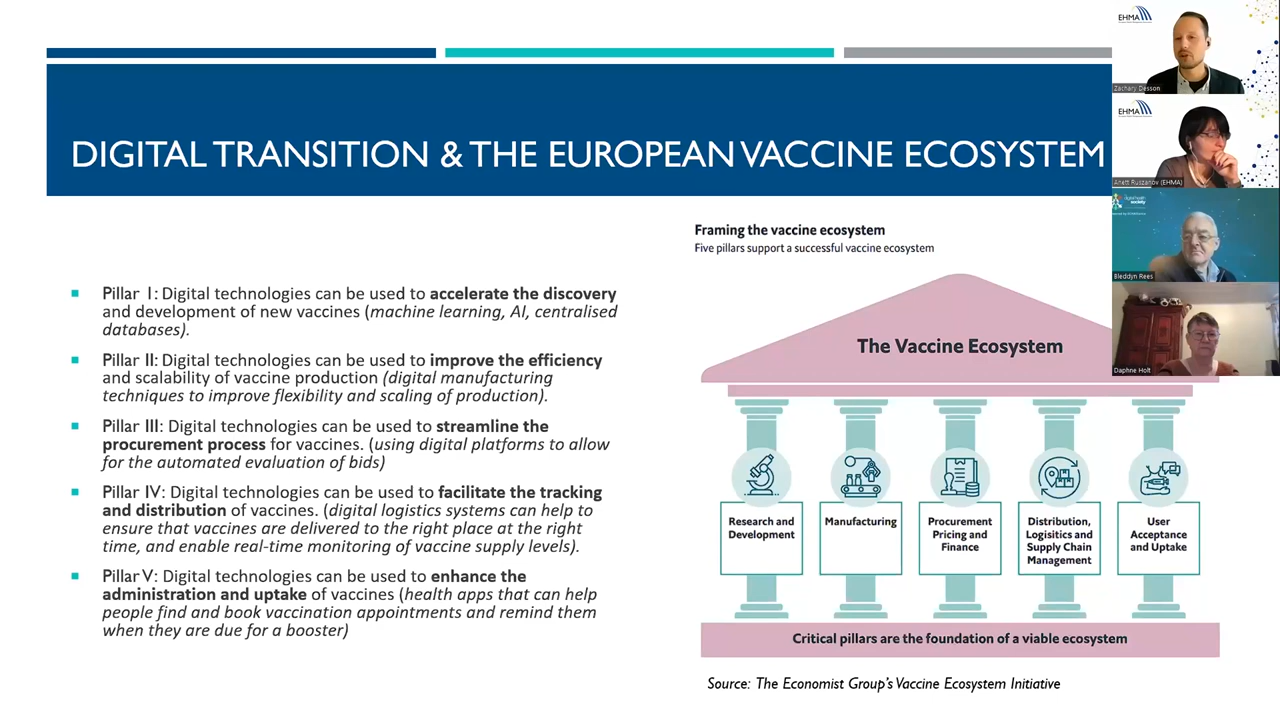 DIGITAL TRANSITION & THE EUROPEAN VACCINE ECOSYSTEM
Pillar I: Digital technologies can be used to accelerate the discovery
and development of new vaccines (machine learning, AI, centralised
databases).
Pillar II: Digital technologies can be used to improve the efficiency
and scalability of vaccine production (digital manufacturing
techniques to improve flexibility and scaling of production).
Pillar III: Digital technologies can be used to streamline the
procurement process for vaccines. (using digital platforms to allow
for the automated evaluation of bids)
Pillar IV: Digital technologies can be used to facilitate the tracking
and distribution of vaccines. (digital logistics systems can help to
ensure that vaccines are delivered to the right place at the right
time, and enable real-time monitoring of vaccine supply levels).
Pillar V: Digital technologies can be used to enhance the
administration and uptake of vaccines (health apps that can help
people find and book vaccination appointments and remind them
when they are due for a booster)
Framing the vaccine ecosystem
Five pillars support a successful vaccine ecosystem
The Vaccine Ecosystem
Research and
Development
Manufacturing
Procurement
Pricing and
Finance
Distribution,
Logisitics and
Supply Chain
Management
User
Acceptance
and Uptake
Critical pillars are the foundation of a viable ecosystem
Source: The Economist Group's Vaccine Ecosystem Initiative
EHMA
Zachary Desson
EHMA
Anett Ruszanov (EHMA)
digital health
society
Bleddyn Rees
Daphne Holt